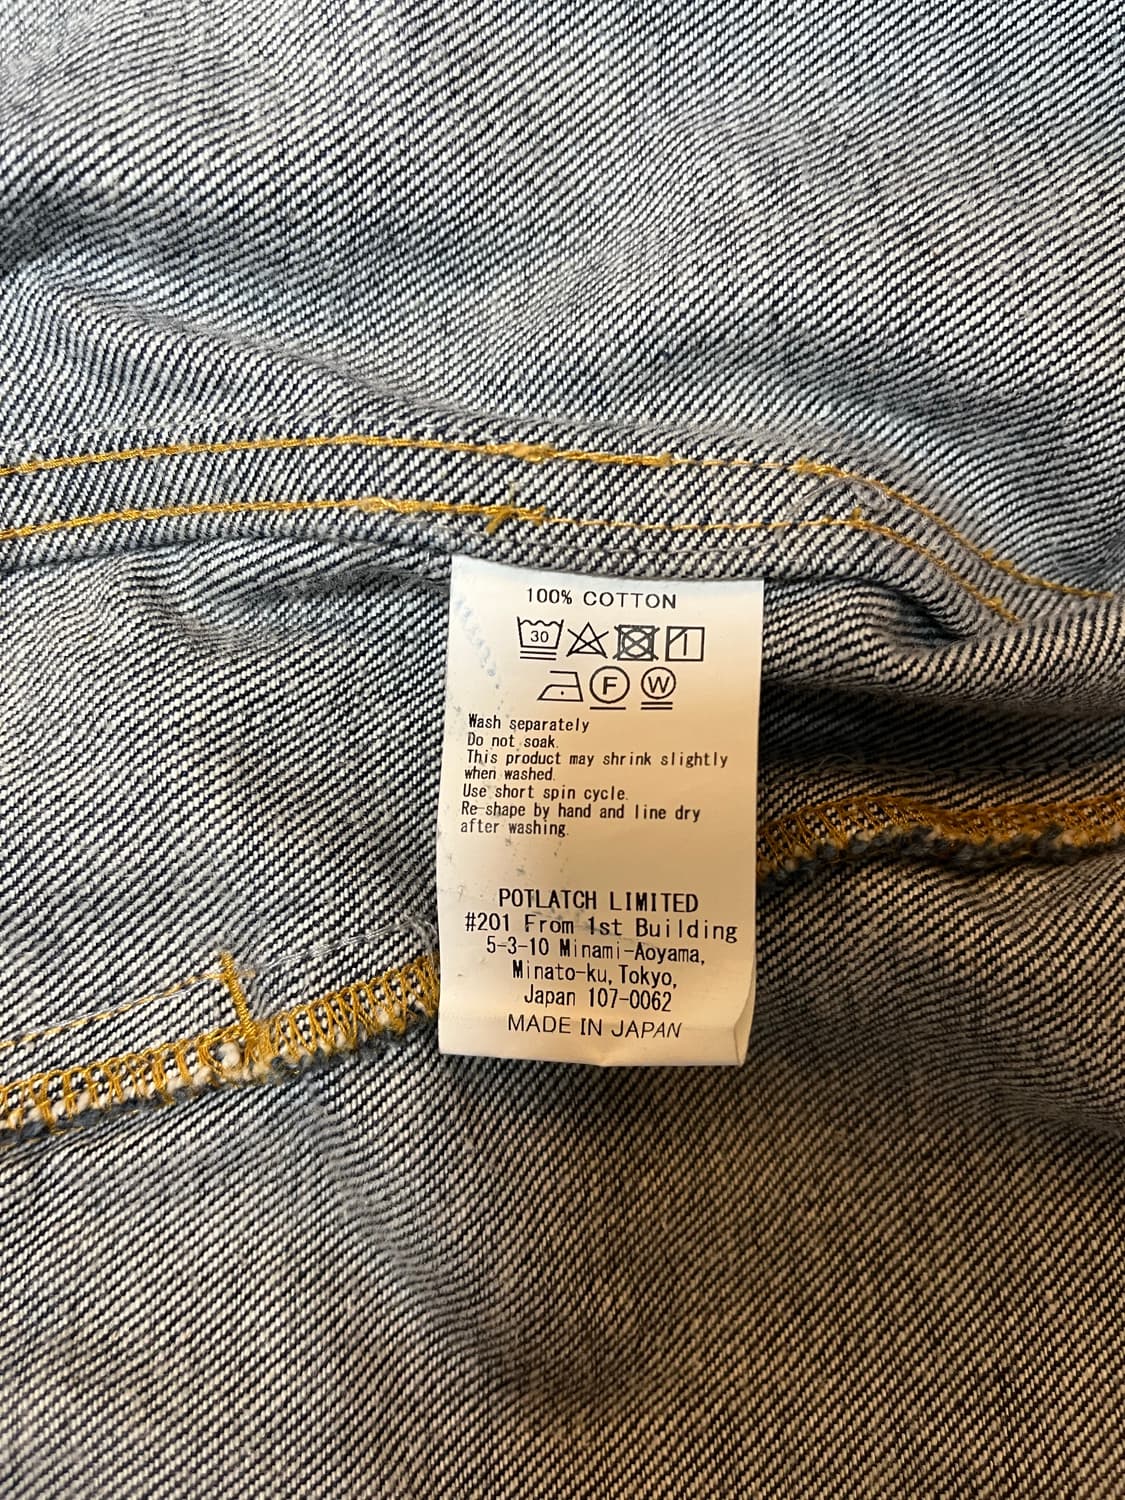 100% COTTON
30
F W
Wash separately
Do not soak.
This product may shrink slightly
when washed.
Use short spin cycle.
Re-shape by hand and line dry
after washing.
POTLATCH LIMITED
#201 From 1st Building
5-3-10 Minami-Aoyama,
Minato-ku, Tokyo,
Japan 107-0062
MADE IN JAPAN